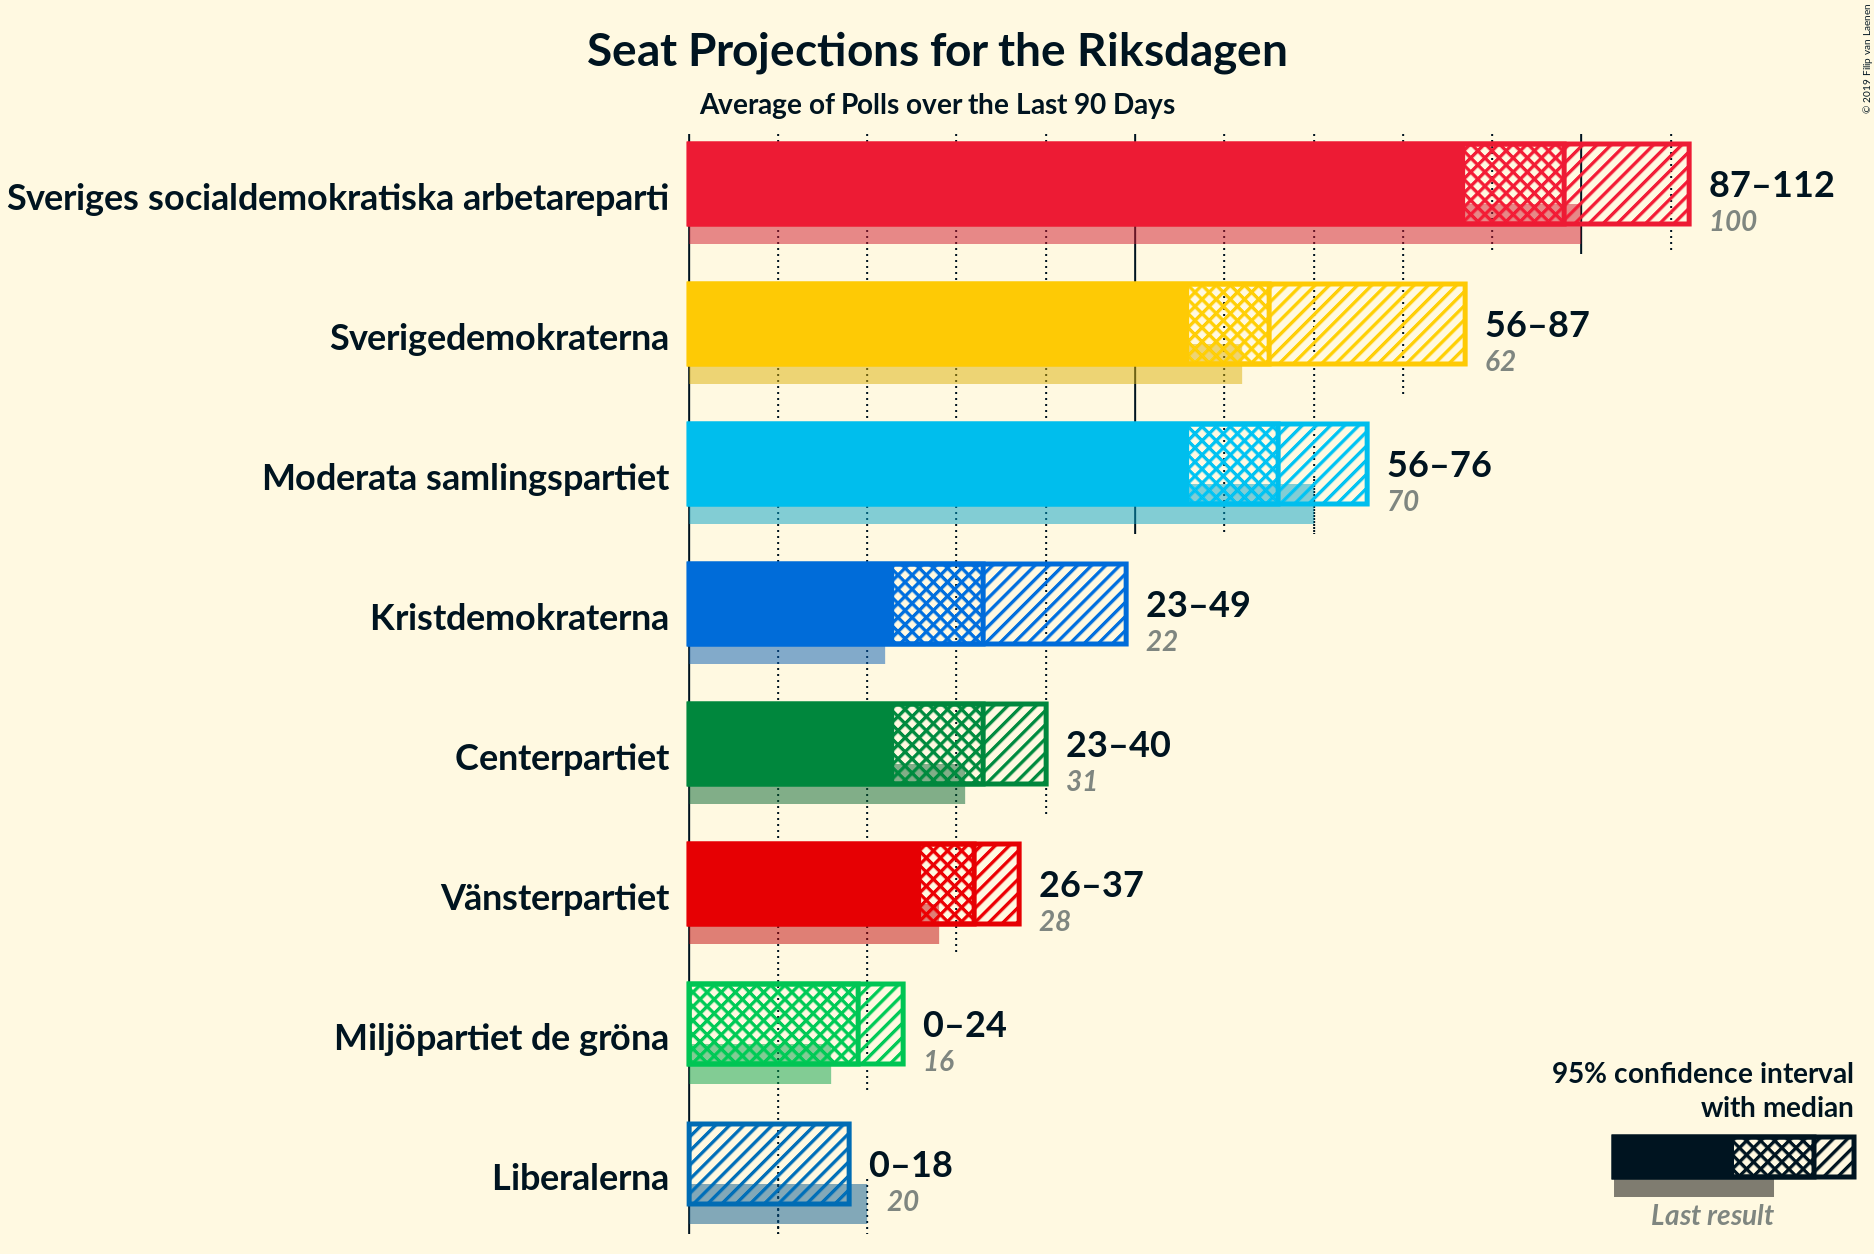 Seat Projections for the Riksdagen
Average of Polls over the Last 90 Days
© 2019 Filip van Laenen
Sveriges socialdemokratiska arbetareparti
87–112
100
Sverigedemokraterna
56–87
62
Moderata samlingspartiet
56–76
70
Kristdemokraterna
23–49
22
Centerpartiet
23–40
31
Vänsterpartiet
26–37
28
Miljöpartiet de gröna
0–24
16
Liberalerna
0–18
20
95% confidence interval
with median
Last result